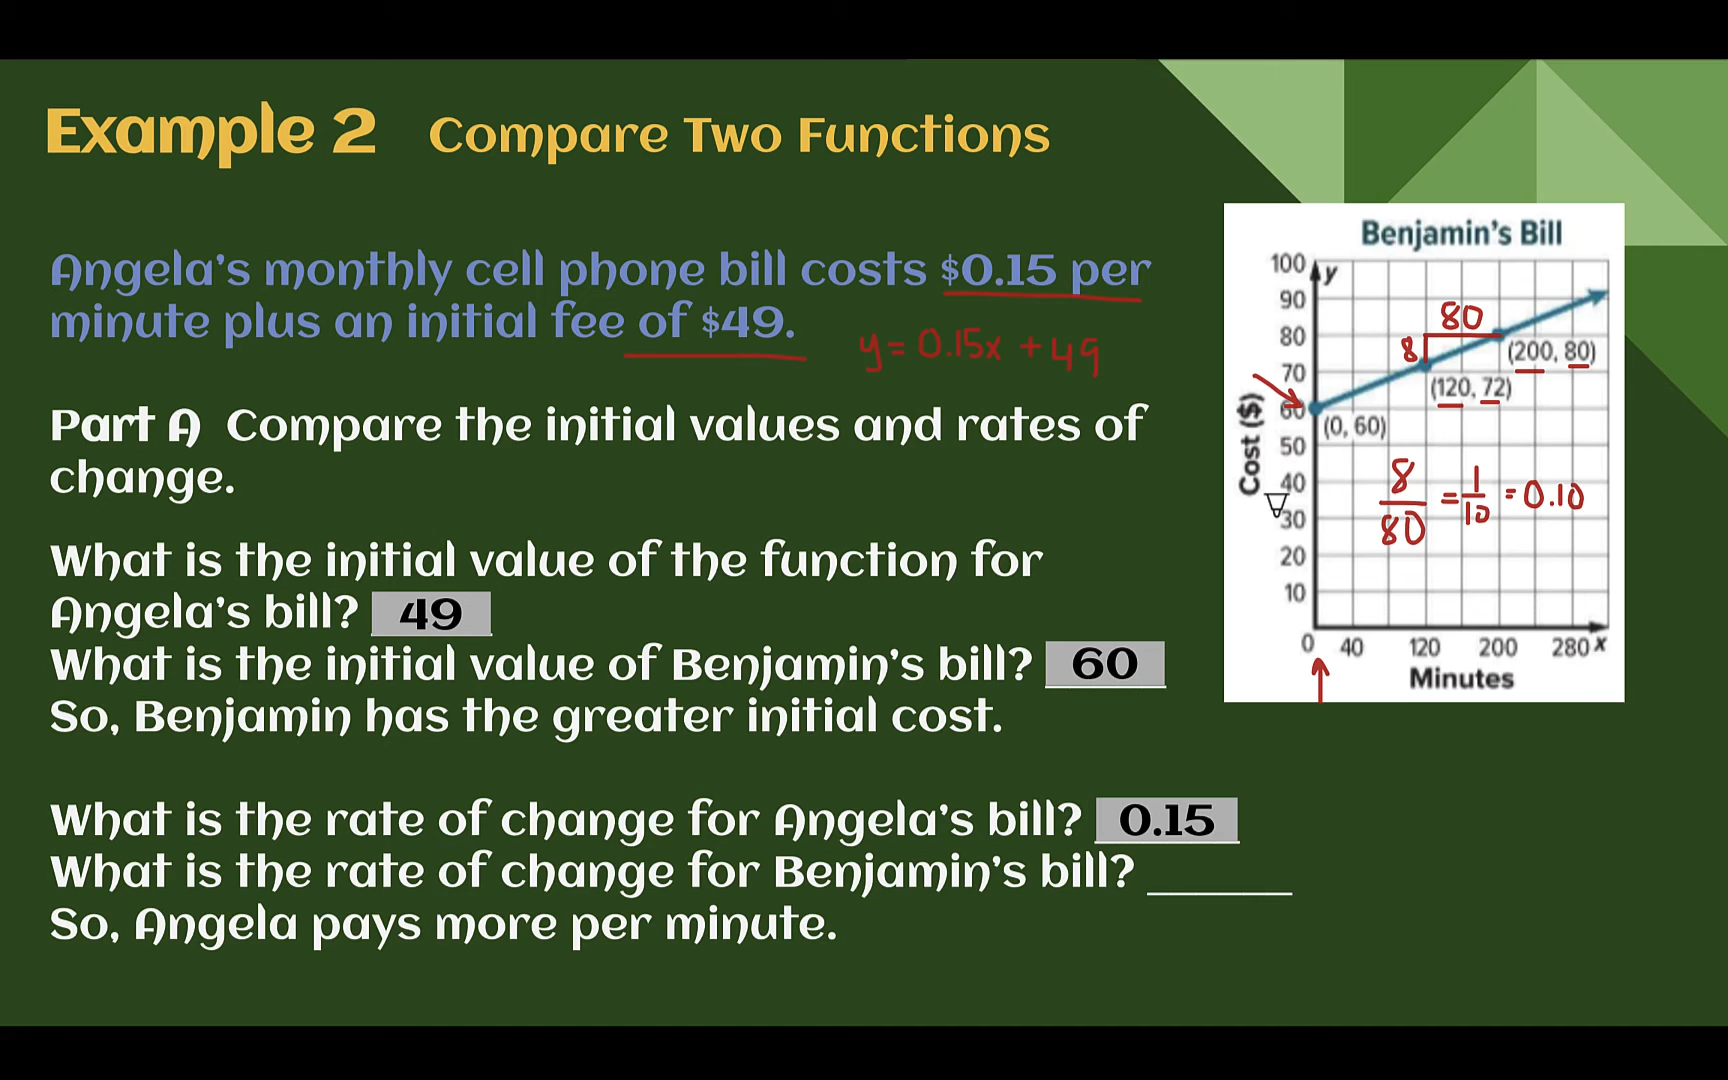 Example 2 Compare Two Functions
Angela's monthly cell phone bill costs $0.15 per
minute plus an initial fee of $49.
y = 0.15x + 49
Part A Compare the initial values and rates of
change.
What is the initial value of the function for
Angela's bill? 49
What is the initial value of Benjamin's bill? 60
So, Benjamin has the greater initial cost.
What is the rate of change for Angela's bill? 0.15
What is the rate of change for Benjamin's bill? ______
So, Angela pays more per minute.
Benjamin's Bill
100 y
90
80
80
8
(200, 80)
70
(120, 72)
60
(0, 60)
50
40
30
20
10
Cost ($)
8/80 = 1/10 = 0.10
0 40 120 200 280 x
Minutes